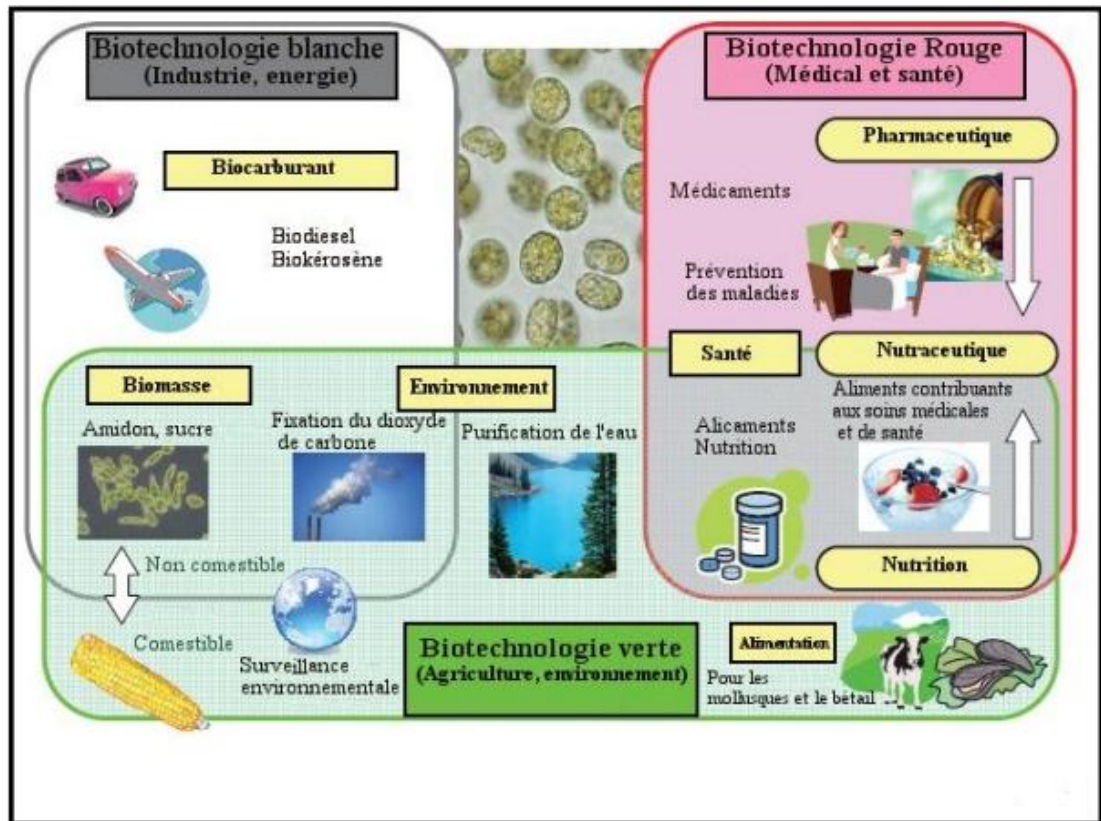 Biotechnologie blanche
(Industrie, energie)
Biocarburant
Biodiesel
Biokérosène
Biotechnologie Rouge
(Médical et santé)
Pharmaceutique
Médicaments
Prévention
des maladies
Santé
Nutraceutique
Alicaments
Nutrition
Aliments contribuants
aux soins médicales
et de santé
Nutrition
Biomasse
Amidon, sucre
Environnement
Fixation du dioxyde
de carbone
Purification de l'eau
Non comestible
Comestible
Surveillance
environnementale
Biotechnologie verte
(Agriculture, environnement)
Alimentation
Pour les
mollusques et le bétail